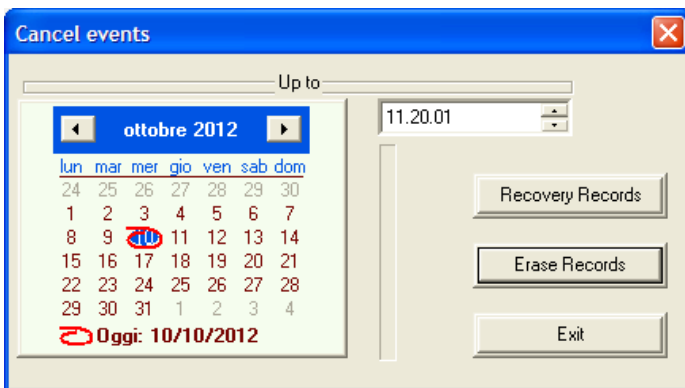 Cancel events
Up to
ottobre 2012
11.20.01
lun mar mer gio ven sab dom
24 25 26 27 28 29 30
1 2 3 4 5 6 7
8 9 10 11 12 13 14
15 16 17 18 19 20 21
22 23 24 25 26 27 28
29 30 31 1 2 3 4
Oggi: 10/10/2012
Recovery Records
Erase Records
Exit